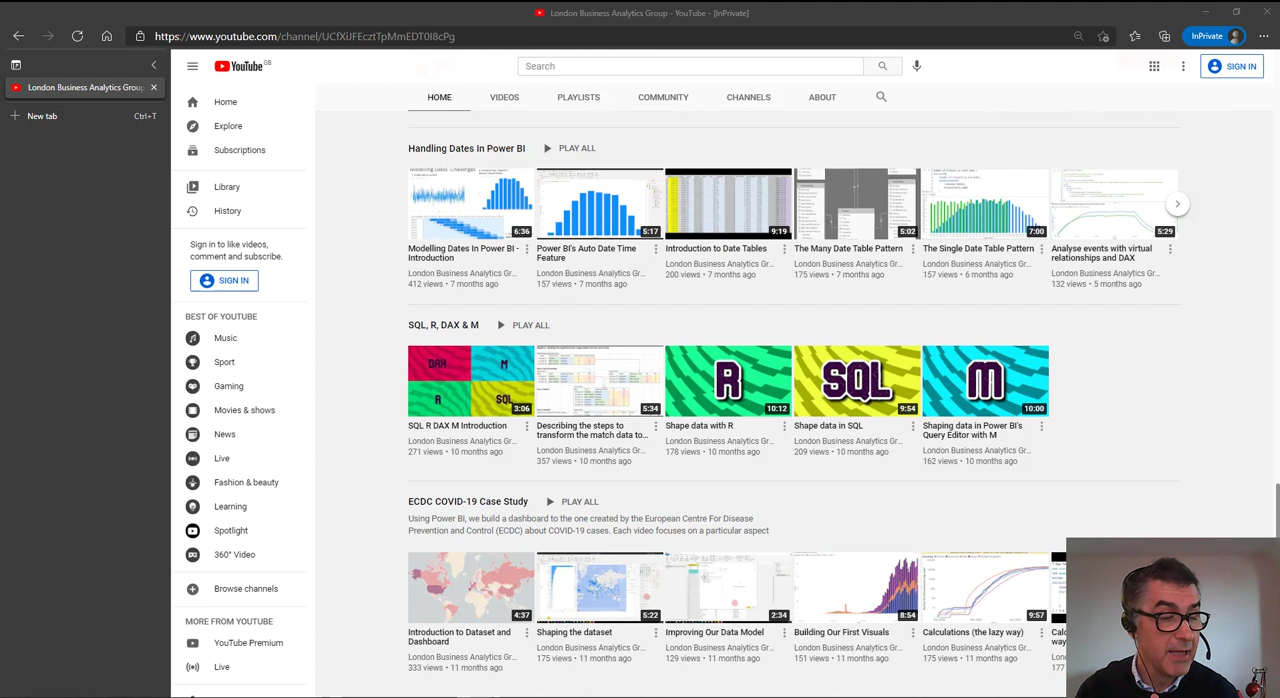 London Business Analytics Group - YouTube - [InPrivate]
https://www.youtube.com/channel/UCfXiJFEcztTpMmEDT0I8cPg
InPrivate
London Business Analytics Group
New tab Ctrl+T
YouTube GB
Search
SIGN IN
HOME VIDEOS PLAYLISTS COMMUNITY CHANNELS ABOUT
Home
Explore
Subscriptions
Library
History
Sign in to like videos,
comment and subscribe.
SIGN IN
BEST OF YOUTUBE
Music
Sport
Gaming
Movies & shows
News
Live
Fashion & beauty
Learning
Spotlight
360° Video
Browse channels
MORE FROM YOUTUBE
YouTube Premium
Live
Handling Dates In Power BI PLAY ALL
6:36
Modelling Dates In Power BI -
Introduction
London Business Analytics Gr...
412 views • 7 months ago
5:17
Power BI's Auto Date Time
Feature
London Business Analytics Gr...
157 views • 7 months ago
9:19
Introduction to Date Tables
London Business Analytics Gr...
200 views • 7 months ago
5:02
The Many Date Table Pattern
London Business Analytics Gr...
175 views • 7 months ago
7:00
The Single Date Table Pattern
London Business Analytics Gr...
157 views • 6 months ago
5:29
Analyse events with virtual
relationships and DAX
London Business Analytics Gr...
132 views • 5 months ago
SQL, R, DAX & M PLAY ALL
DAX M
R SQL
3:06
SQL R DAX M Introduction
London Business Analytics Gr...
271 views • 10 months ago
5:34
Describing the steps to
transform the match data to...
London Business Analytics Gr...
357 views • 10 months ago
R
10:12
Shape data with R
London Business Analytics Gr...
178 views • 10 months ago
SQL
9:54
Shape data in SQL
London Business Analytics Gr...
209 views • 10 months ago
M
10:00
Shaping data in Power BI's
Query Editor with M
London Business Analytics Gr...
162 views • 10 months ago
ECDC COVID-19 Case Study PLAY ALL
Using Power BI, we build a dashboard to the one created by the European Centre For Disease
Prevention and Control (ECDC) about COVID-19 cases. Each video focuses on a particular aspect
4:37
Introduction to Dataset and
Dashboard
London Business Analytics Gr...
333 views • 11 months ago
5:22
Shaping the dataset
London Business Analytics Gr...
175 views • 11 months ago
2:34
Improving Our Data Model
London Business Analytics Gr...
129 views • 11 months ago
8:54
Building Our First Visuals
London Business Analytics Gr...
151 views • 11 months ago
9:57
Calculations (the lazy way)
London Business Analytics Gr...
175 views • 11 months ago
177